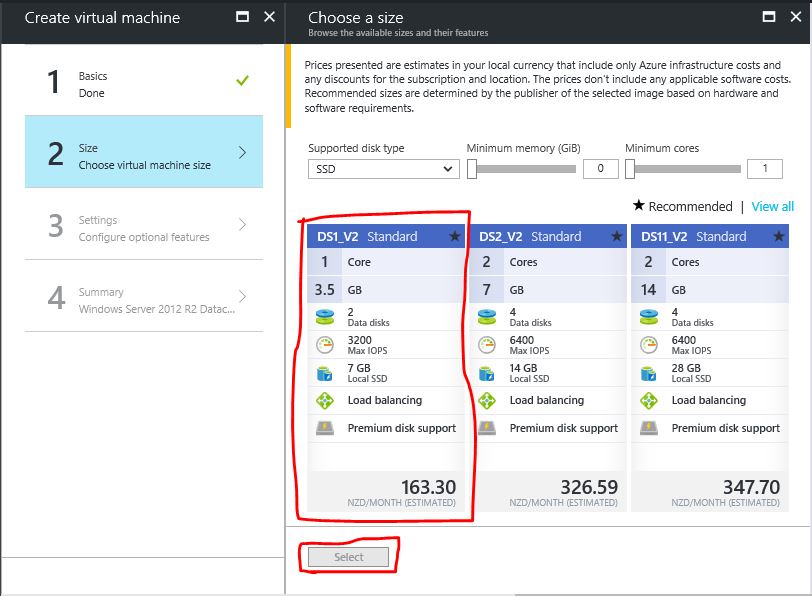 Create virtual machine
1
Basics
Done
2
Size
Choose virtual machine size
3
Settings
Configure optional features
4
Summary
Windows Server 2012 R2 Datac...
Choose a size
Browse the available sizes and their features
Prices presented are estimates in your local currency that include only Azure infrastructure costs and
any discounts for the subscription and location. The prices don't include any applicable software costs.
Recommended sizes are determined by the publisher of the selected image based on hardware and
software requirements.
Supported disk type
SSD
Minimum memory (GiB)
0
Minimum cores
1
★ Recommended | View all
DS1_V2 Standard ★
1 Core
3.5 GB
2
Data disks
3200
Max IOPS
7 GB
Local SSD
Load balancing
Premium disk support
163.30
NZD/MONTH (ESTIMATED)
DS2_V2 Standard ★
2 Cores
7 GB
4
Data disks
6400
Max IOPS
14 GB
Local SSD
Load balancing
Premium disk support
326.59
NZD/MONTH (ESTIMATED)
DS11_V2 Standard ★
2 Cores
14 GB
4
Data disks
6400
Max IOPS
28 GB
Local SSD
Load balancing
Premium disk support
347.70
NZD/MONTH (ESTIMATED)
Select